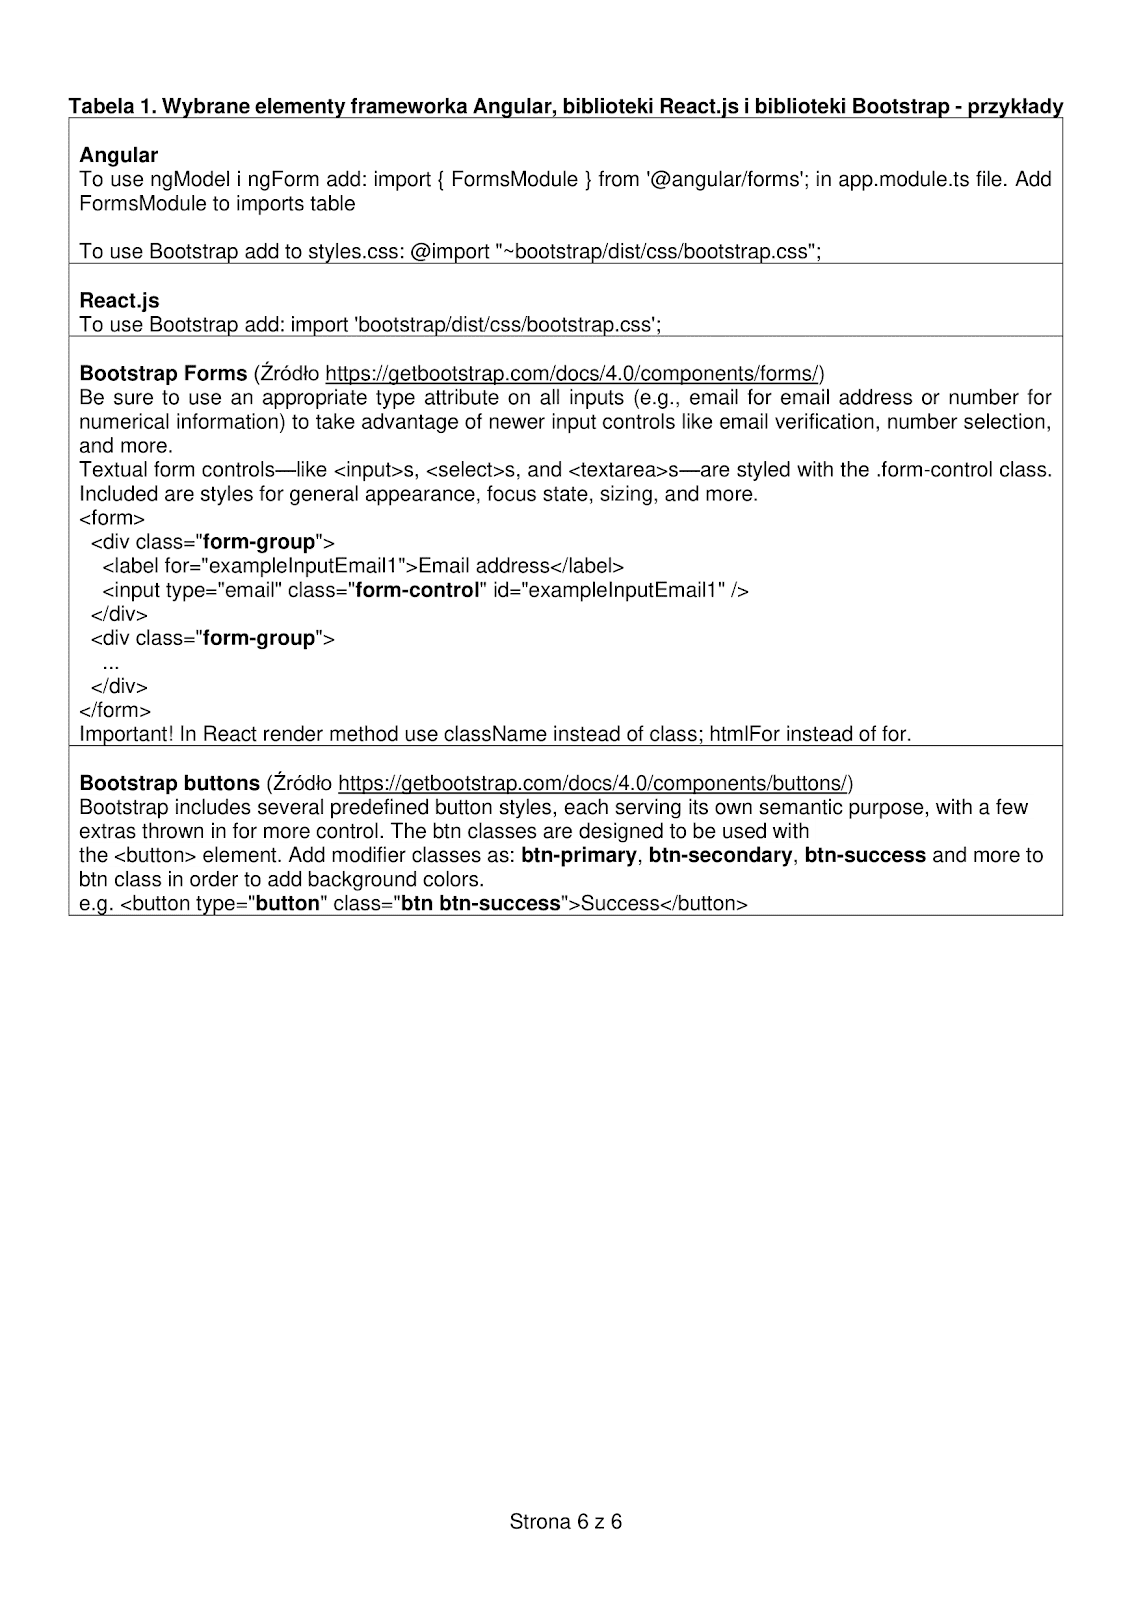 Tabela 1. Wybrane elementy frameworka Angular, biblioteki React.js i biblioteki Bootstrap - przykłady
Angular
To use ngModel i ngForm add: import { FormsModule } from '@angular/forms'; in app.module.ts file. Add
FormsModule to imports table
To use Bootstrap add to styles.css: @import "~bootstrap/dist/css/bootstrap.css";
React.js
To use Bootstrap add: import 'bootstrap/dist/css/bootstrap.css';
Bootstrap Forms (Źródło https://getbootstrap.com/docs/4.0/components/forms/)
Be sure to use an appropriate type attribute on all inputs (e.g., email for email address or number for
numerical information) to take advantage of newer input controls like email verification, number selection,
and more.
Textual form controls—like <input>s, <select>s, and <textarea>s—are styled with the .form-control class.
Included are styles for general appearance, focus state, sizing, and more.
<form>
<div class="form-group">
<label for="exampleInputEmail1">Email address</label>
<input type="email" class="form-control" id="exampleInputEmail1" />
</div>
<div class="form-group">
...
</div>
</form>
Important! In React render method use className instead of class; htmlFor instead of for.
Bootstrap buttons (Źródło https://getbootstrap.com/docs/4.0/components/buttons/)
Bootstrap includes several predefined button styles, each serving its own semantic purpose, with a few
extras thrown in for more control. The btn classes are designed to be used with
the <button> element. Add modifier classes as: btn-primary, btn-secondary, btn-success and more to
btn class in order to add background colors.
e.g. <button type="button" class="btn btn-success">Success</button>
Strona 6 z 6